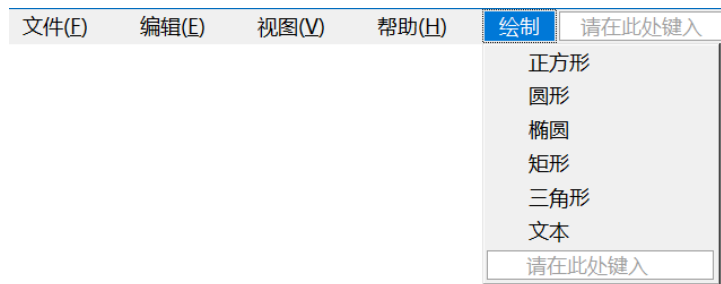 文件(F) 编辑(E) 视图(V) 帮助(H) 绘制 请在此处键入
正方形
圆形
椭圆
矩形
三角形
文本
请在此处键入